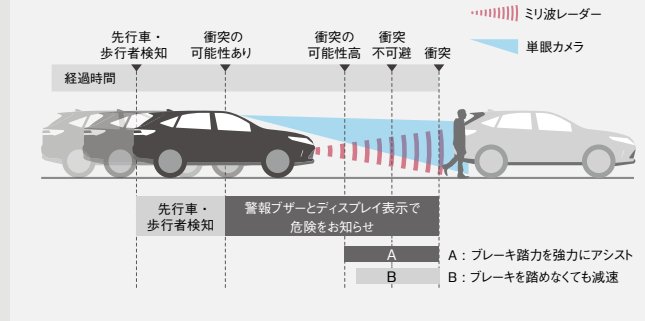 ミリ波レーダー
単眼カメラ
先行車・
歩行者検知
衝突の
可能性あり
衝突の
可能性高
衝突
不可避
衝突
経過時間
先行車・
歩行者検知
警報ブザーとディスプレイ表示で
危険をお知らせ
A
A：ブレーキ踏力を強力にアシスト
B
B：ブレーキを踏めなくても減速